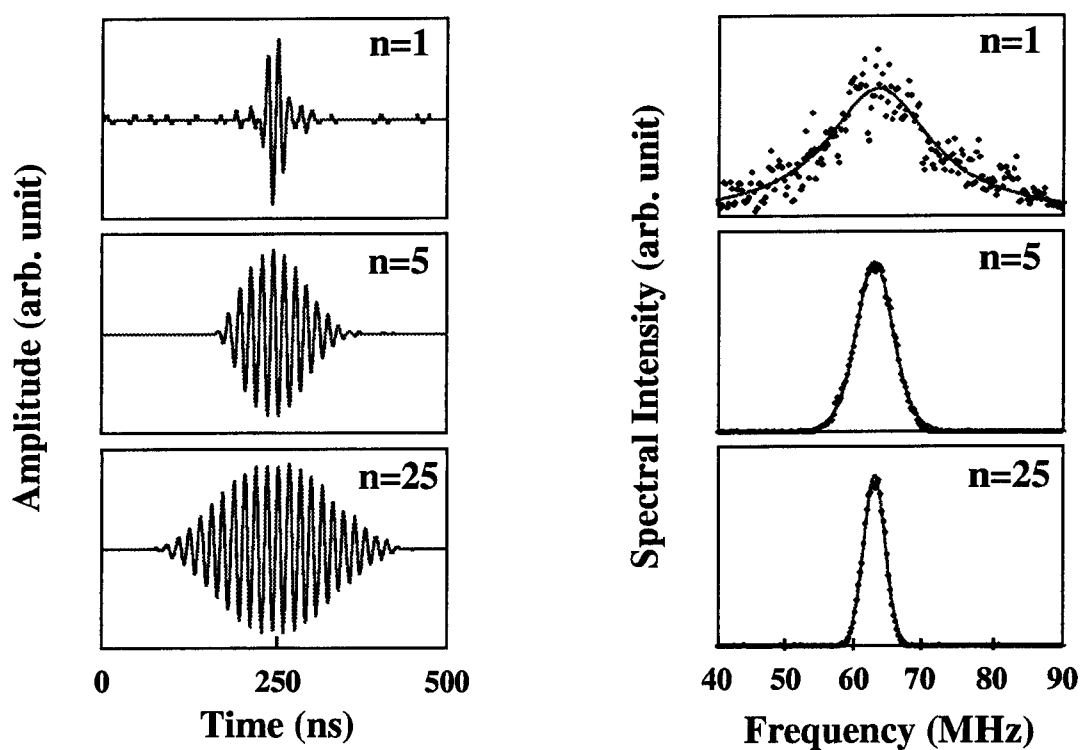 Amplitude (arb. unit)
n=1
n=5
n=25
0 250 500
Time (ns)
Spectral Intensity (arb. unit)
n=1
n=5
n=25
40 50 60 70 80 90
Frequency (MHz)